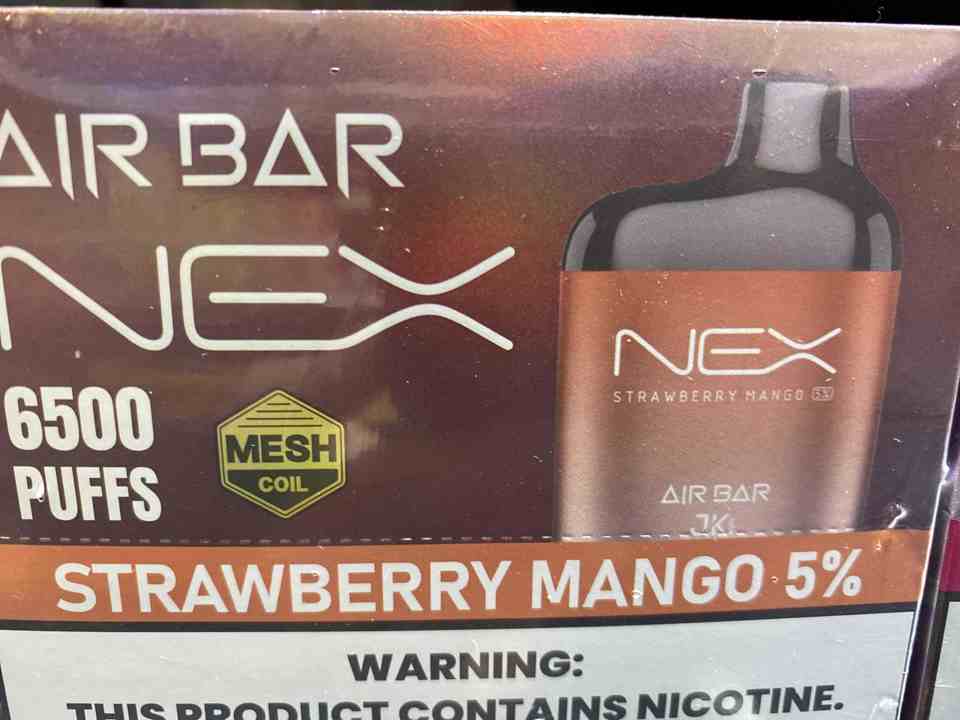 AIR BAR
NEX
6500
PUFFS
MESH
COIL
NEX
STRAWBERRY MANGO 5%
AIR BAR
STRAWBERRY MANGO 5%
WARNING:
THIS PRODUCT CONTAINS NICOTINE.